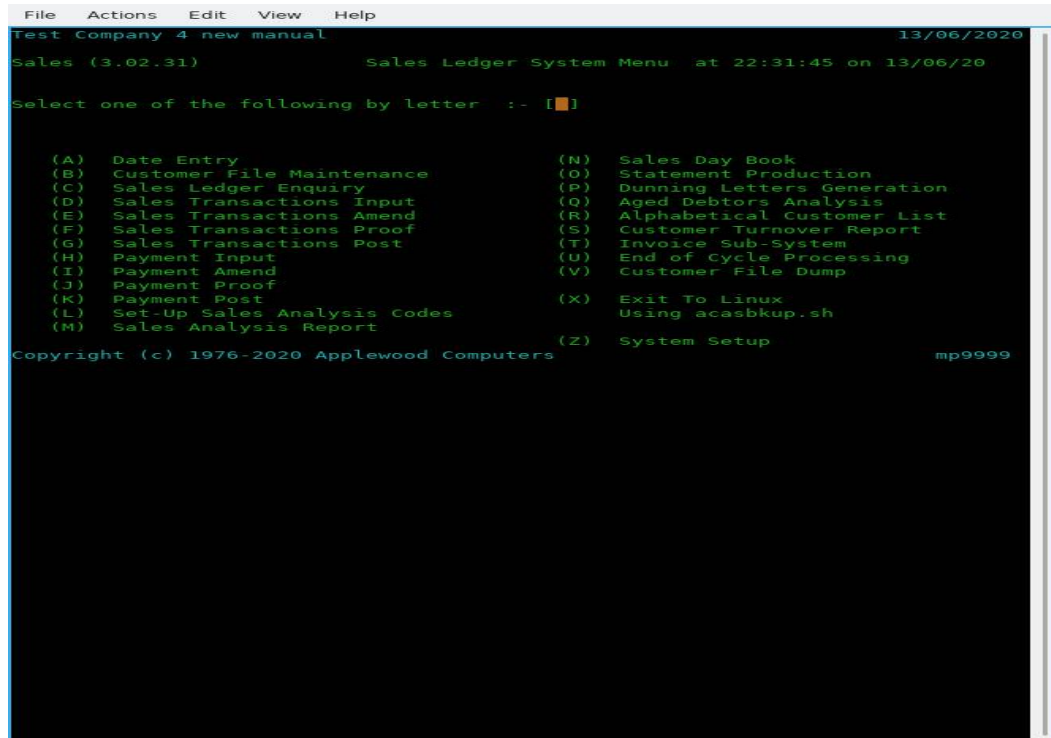 File Actions Edit View Help
Test Company 4 new manual 13/06/2020
Sales (3.02.31) Sales Ledger System Menu at 22:31:45 on 13/06/20
Select one of the following by letter :- [ ]
(A) Date Entry (N) Sales Day Book
(B) Customer File Maintenance (O) Statement Production
(C) Sales Ledger Enquiry (P) Dunning Letters Generation
(D) Sales Transactions Input (Q) Aged Debtors Analysis
(E) Sales Transactions Amend (R) Alphabetical Customer List
(F) Sales Transactions Proof (S) Customer Turnover Report
(G) Sales Transactions Post (T) Invoice Sub-System
(H) Payment Input (U) End of Cycle Processing
(I) Payment Amend (V) Customer File Dump
(J) Payment Proof
(K) Payment Post (X) Exit To Linux
(L) Set-Up Sales Analysis Codes Using acasbkup.sh
(M) Sales Analysis Report
(Z) System Setup
Copyright (c) 1976-2020 Applewood Computers mp9999